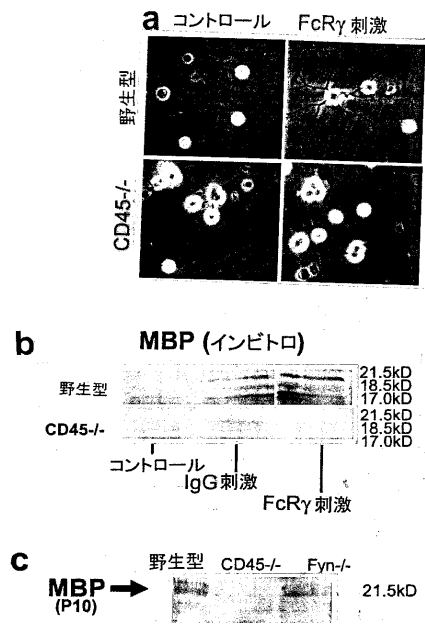 a コントロール FcRγ 刺激
野生型
CD45-/-
b MBP (インビトロ)
野生型
21.5kD
18.5kD
17.0kD
CD45-/-
21.5kD
18.5kD
17.0kD
コントロール
IgG 刺激
FcRγ 刺激
c 野生型 CD45-/- Fyn-/-
MBP
(P10)
21.5kD